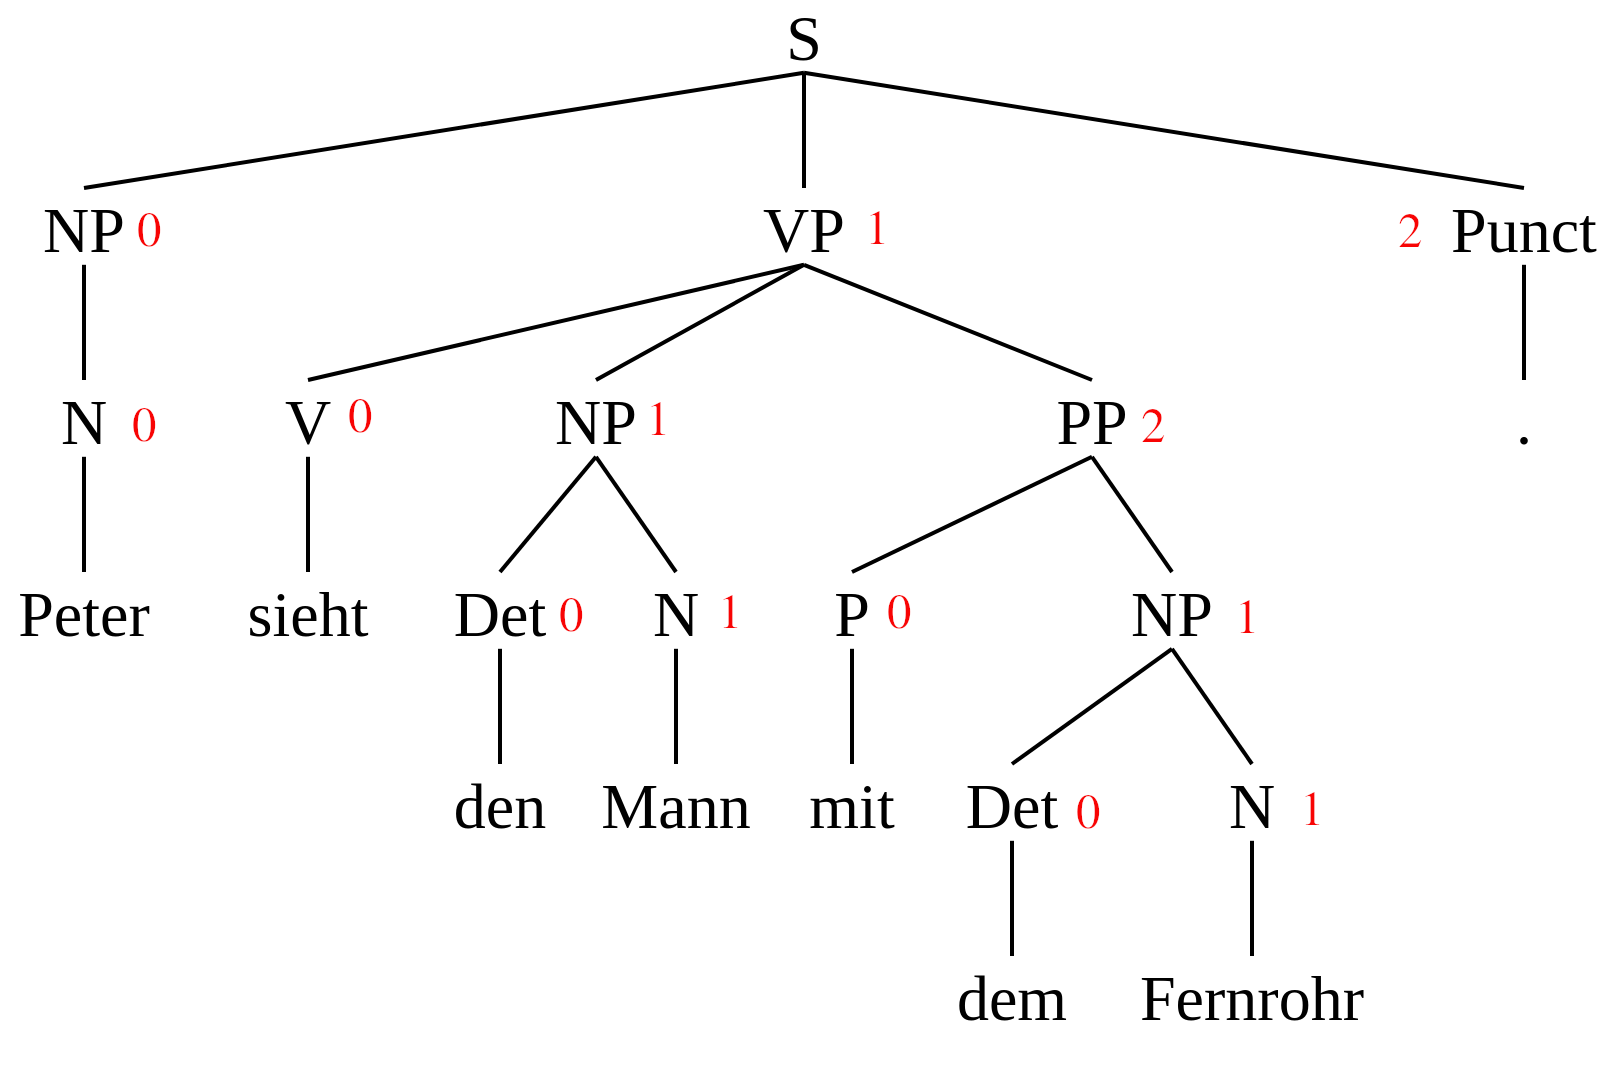 S
NP 0 VP 1 2 Punct
N 0 V 0 NP 1 PP 2 .
Peter sieht Det 0 N 1 P 0 NP 1
den Mann mit Det 0 N 1
dem Fernrohr